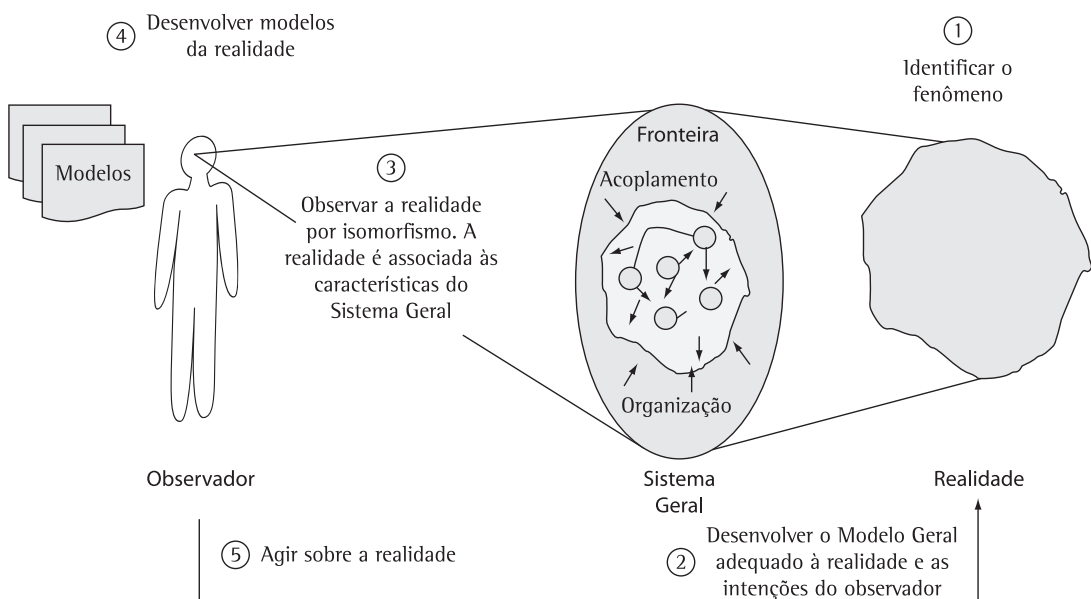 ④ Desenvolver modelos
da realidade
①
Identificar o
fenômeno
Modelos
③
Observar a realidade
por isomorfismo. A
realidade é associada às
características do
Sistema Geral
Fronteira
Acoplamento
Organização
Observador
Sistema
Geral
Realidade
⑤ Agir sobre a realidade
② Desenvolver o Modelo Geral
adequado à realidade e as
intenções do observador